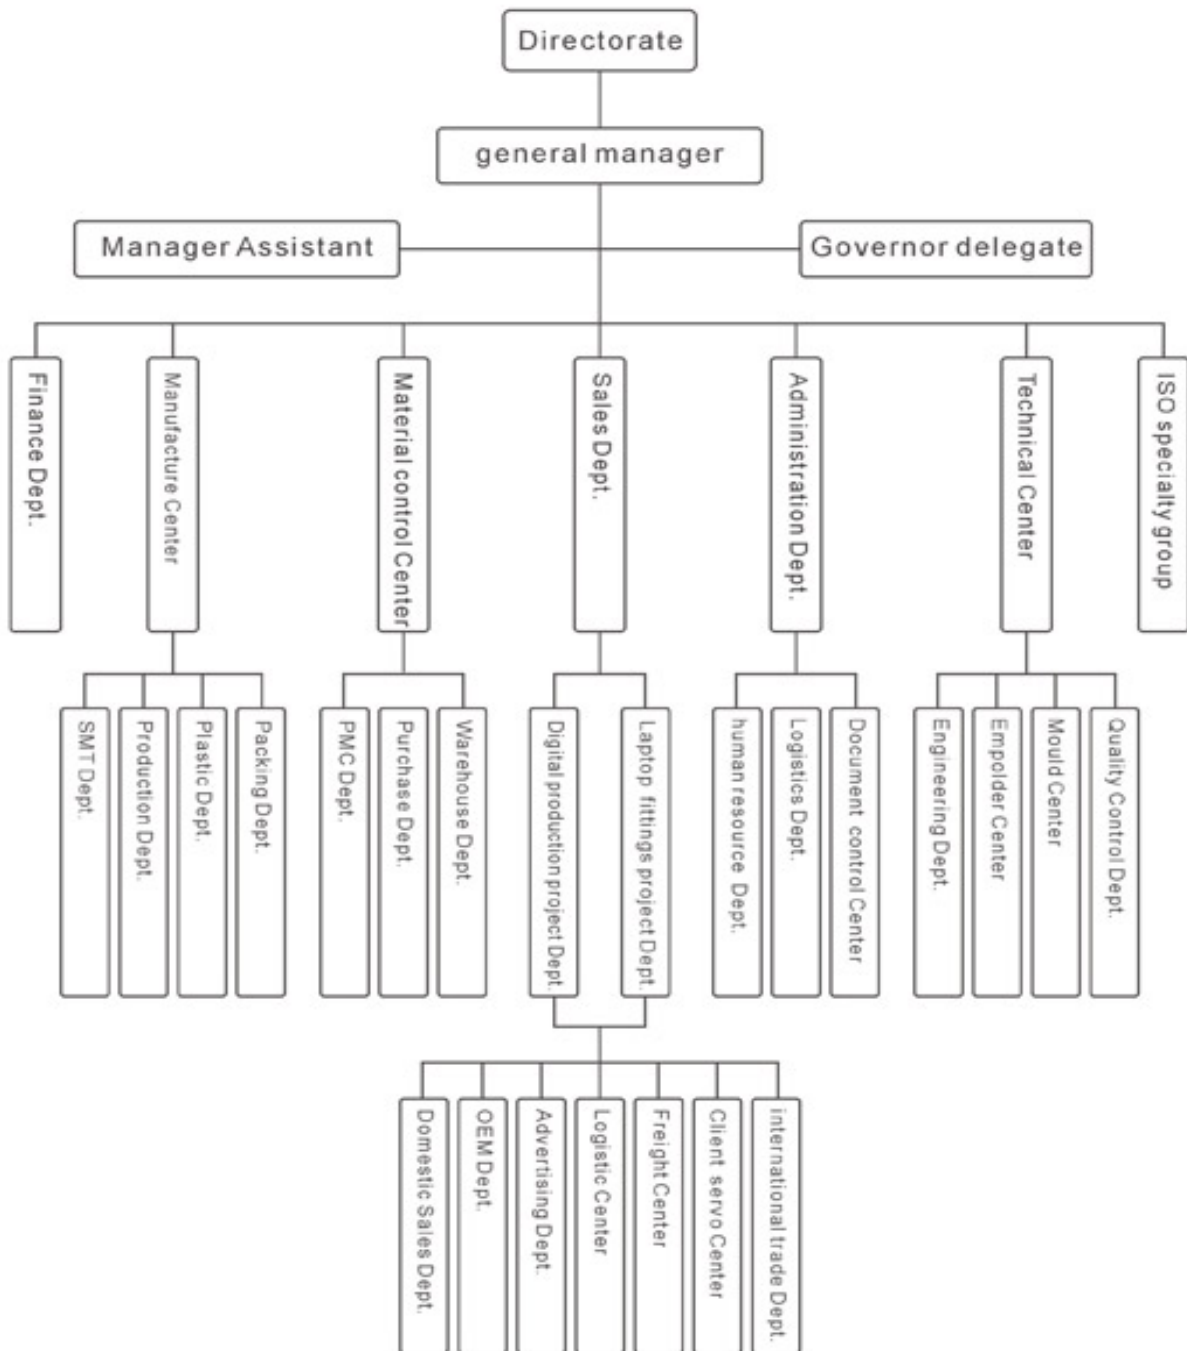 Directorate
general manager
Manager Assistant
Governor delegate
Finance Dept.
Manufacture Center
Material control Center
Sales Dept.
Administration Dept.
Technical Center
ISO specialty group
SMT Dept.
Production Dept.
Plastic Dept.
Packing Dept.
PMC Dept.
Purchase Dept.
Warehouse Dept.
Digital production project Dept.
Laptop fittings project Dept.
human resource Dept.
Logistics Dept.
Document control Center
Engineering Dept.
Empolder Center
Mould Center
Quality Control Dept.
Domestic Sales Dept.
OEM Dept.
Advertising Dept.
Logistic Center
Freight Center
Client servo Center
international trade Dept.